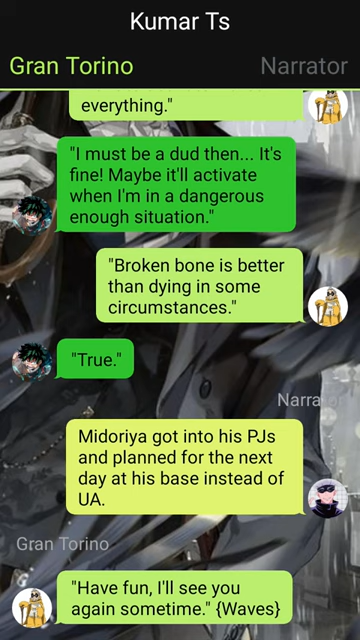 Kumar Ts
Gran Torino
Narrator
everything."
"I must be a dud then... It's
fine! Maybe it'll activate
when I'm in a dangerous
enough situation."
"Broken bone is better
than dying in some
circumstances."
"True."
Narrator
Midoriya got into his PJs
and planned for the next
day at his base instead of
UA.
Gran Torino
"Have fun, I'll see you
again sometime." {Waves}